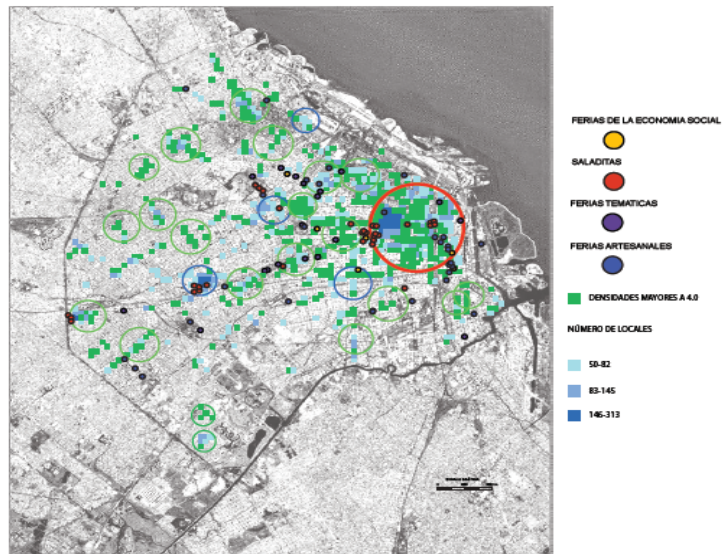 FERIAS DE LA ECONOMIA SOCIAL
SALADITAS
FERIAS TEMATICAS
FERIAS ARTESANALES
DENSIDADES MAYORES A 4.0
NÚMERO DE LOCALES
50-82
83-145
146-313